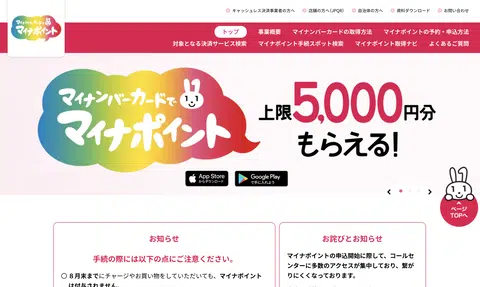 マイナンバーカードで
マイナポイント
キャッシュレス決済事業者の方へ
店舗の方へ (JPQR)
自治体の方へ
資料ダウンロード
お問い合わせ
トップ
事業概要
マイナンバーカードの取得方法
マイナポイントの予約・申込方法
対象となる決済サービス検索
マイナポイント手続スポット検索
マイナポイント取得ナビ
よくあるご質問
マイナンバーカードで
マイナポイント
上限5,000円分
もらえる!
App Store
からダウンロード
Google Play
で手に入れよう
ページ
TOPへ
お知らせ
手続の際には以下の点にご注意ください。
〇 8月末までにチャージやお買い物をしていただいても、マイナポイント
は付与されません。
お詫びとお知らせ
マイナポイントの申込開始に際して、コールセ
ンターに多数のアクセスが集中しており、繋が
りにくくなっております。